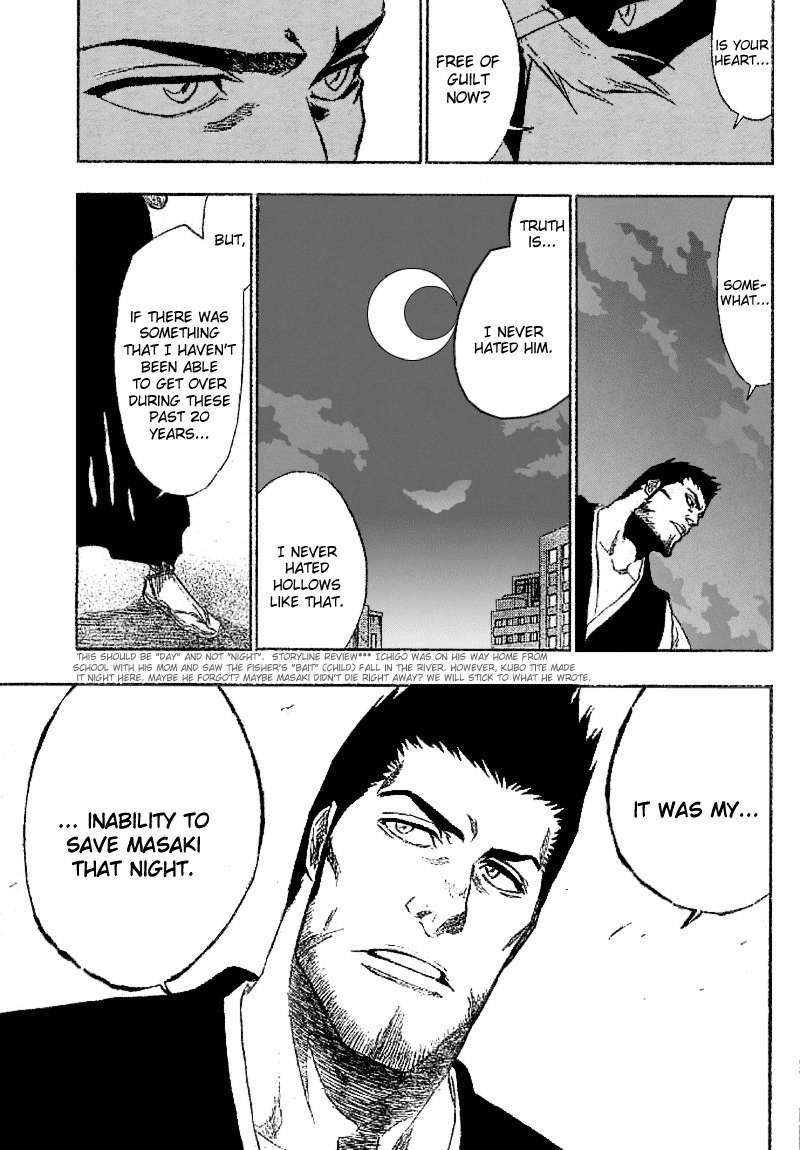 IS YOUR
HEART...
FREE OF
GUILT
NOW?
SOME-
WHAT...
TRUTH
IS...
I NEVER
HATED HIM.
I NEVER
HATED
HOLLOWS
LIKE THAT.
BUT,
IF THERE WAS
SOMETHING
THAT I HAVEN'T
BEEN ABLE
TO GET OVER
DURING THESE
PAST 20
YEARS...
THIS SHOULD BE "DAY" AND NOT "NIGHT". STORYLINE REVIEW*** ICHIGO WAS ON HIS WAY HOME FROM
SCHOOL WITH HIS MOM AND SAW THE FISHER'S "BAIT" (CHILD) FALL IN THE RIVER. HOWEVER, KUBO TITE MADE
IT NIGHT HERE. MAYBE HE FORGOT? MAYBE MASAKI DIDN'T DIE RIGHT AWAY? WE WILL STICK TO WHAT HE WROTE.
IT WAS MY...
... INABILITY TO
SAVE MASAKI
THAT NIGHT.